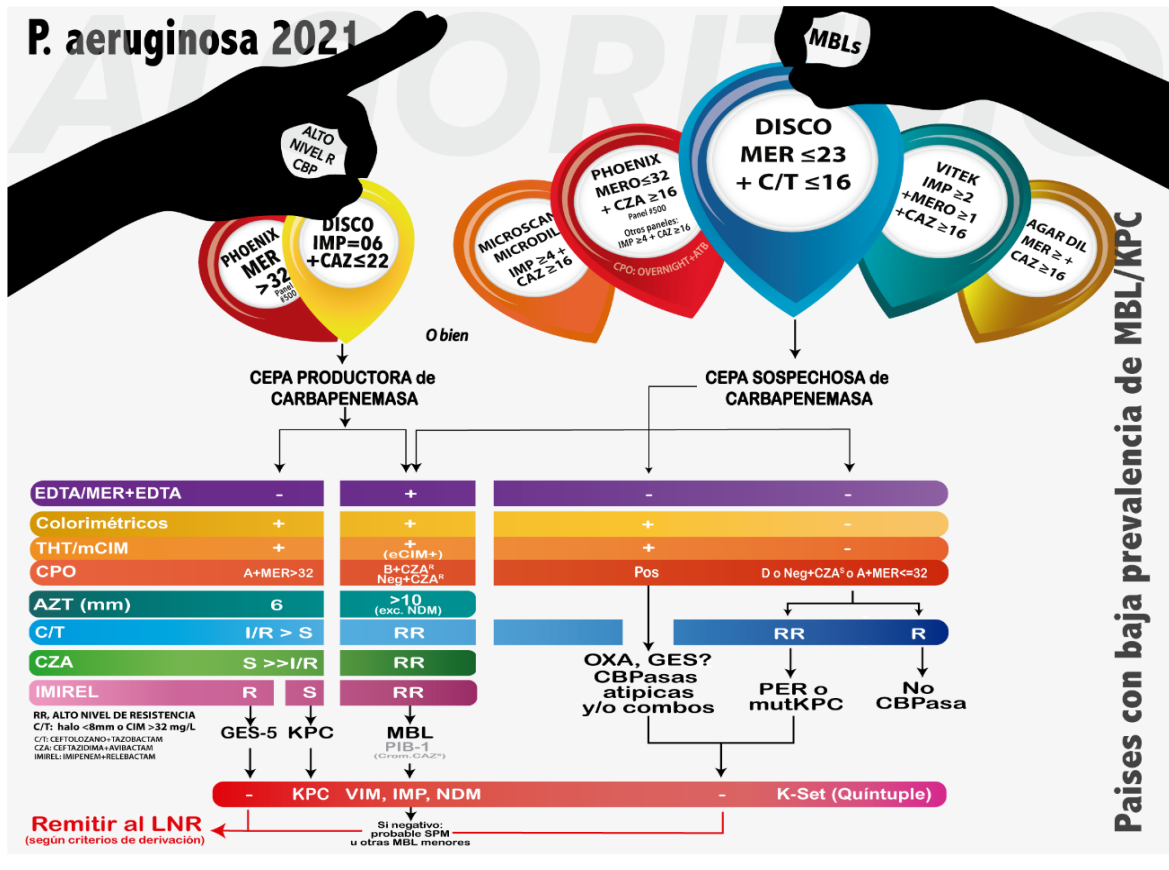 ALGORITMO
P. aeruginosa 2021
MBLs
ALTO
NIVEL R
CBP
PHOENIX
MER
>32
Panel
#500
DISCO
IMP=06
+CAZ≤22
MICROSCAN
MICRODIL
IMP ≥4 +
CAZ ≥16
PHOENIX
MERO≤32
+ CZA ≥16
Panel #500
Otros paneles:
IMP ≥4 + CAZ ≥16
CPO: OVERNIGHT+ATB
DISCO
MER ≤23
+ C/T ≤16
VITEK
IMP ≥2
+MERO ≥1
+CAZ ≥16
AGAR DIL
MER ≥ +
CAZ ≥16
Paises con baja prevalencia de MBL/KPC
O bien
CEPA PRODUCTORA de
CARBAPENEMASA
CEPA SOSPECHOSA de
CARBAPENEMASA
EDTA/MER+EDTA - + - -
Colorimétricos + + + -
THT/mCIM + + + -
(eCIM+)
CPO A+MER>32 B+CZAᴿ Pos D o Neg+CZAˢ o A+MER<=32
Neg+CZAᴿ
AZT (mm) 6 >10
(exc. NDM)
C/T I/R > S RR RR R
CZA S >>I/R RR
IMIREL R S RR
OXA, GES?
CBPasas
atipicas
y/o combos
PER o
mutKPC
No
CBPasa
RR, ALTO NIVEL DE RESISTENCIA
C/T: halo <8mm o CIM >32 mg/L
C/T: CEFTOLOZANO+TAZOBACTAM
CZA: CEFTAZIDIMA+AVIBACTAM
IMIREL: IMIPENEM+RELEBACTAM
GES-5 KPC MBL
PIB-1
- KPC VIM, IMP, NDM - K-Set (Quíntuple)
Remitir al LNR
(según criterios de derivación)
Si negativo:
probable SPM
u otras MBL menores